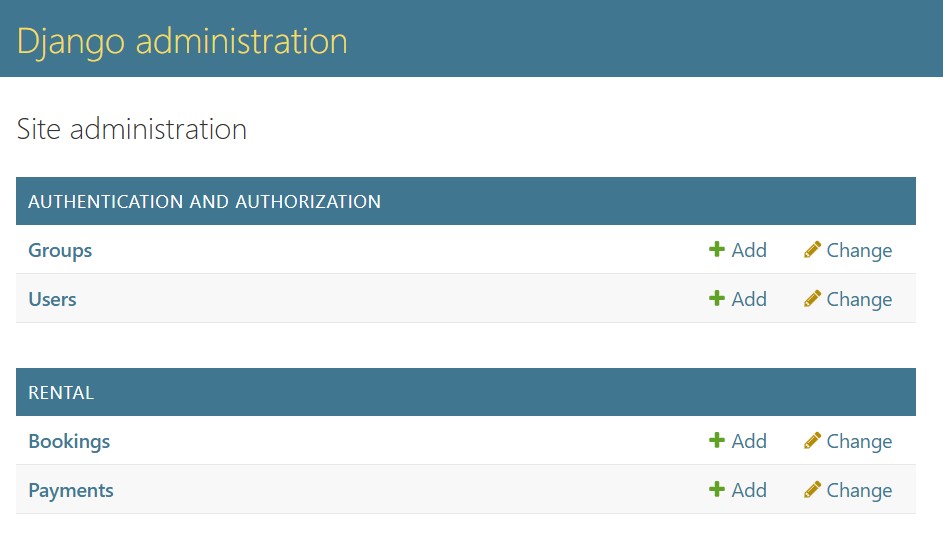 Django administration
Site administration
AUTHENTICATION AND AUTHORIZATION
Groups Add Change
Users Add Change
RENTAL
Bookings Add Change
Payments Add Change